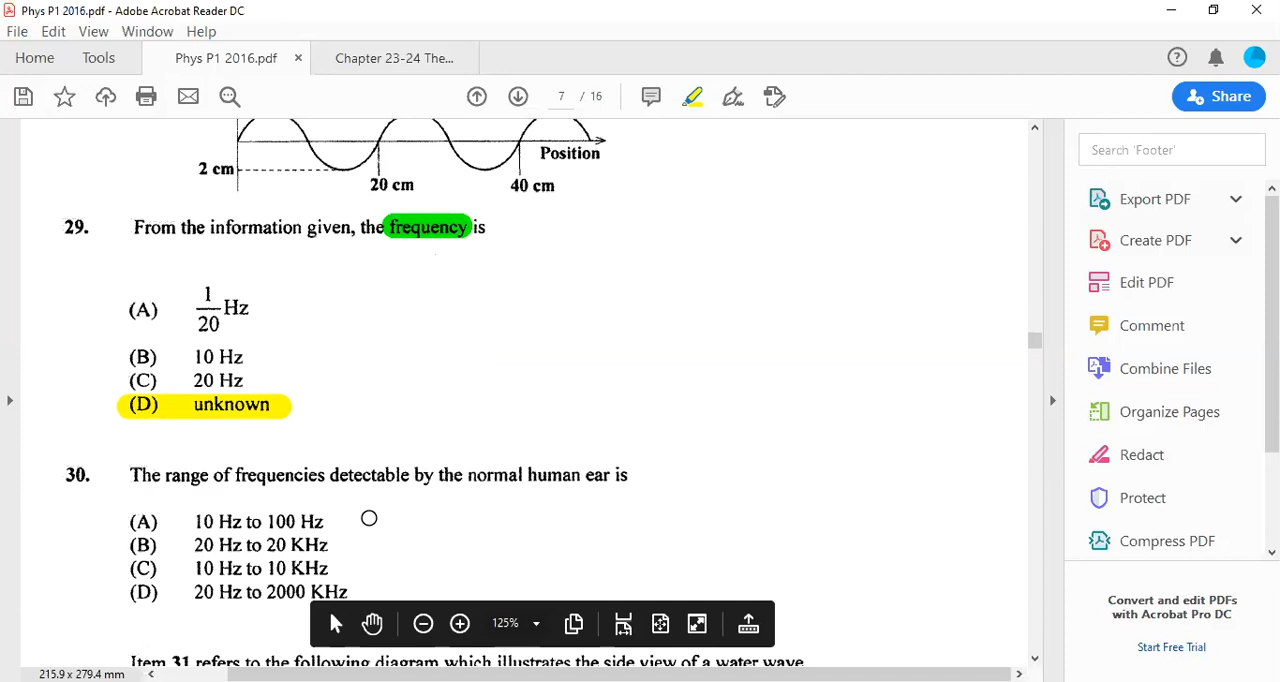 Phys P1 2016.pdf - Adobe Acrobat Reader DC
File Edit View Window Help
Home Tools Phys P1 2016.pdf × Chapter 23-24 The...
7 / 16 Share
Position
2 cm
20 cm 40 cm
29. From the information given, the frequency is
(A) 1/20 Hz
(B) 10 Hz
(C) 20 Hz
(D) unknown
30. The range of frequencies detectable by the normal human ear is
(A) 10 Hz to 100 Hz
(B) 20 Hz to 20 KHz
(C) 10 Hz to 10 KHz
(D) 20 Hz to 2000 KHz
125%
Item 31 refers to the following diagram which illustrates the side view of a water wave
215.9 x 279.4 mm
Search 'Footer'
Export PDF
Create PDF
Edit PDF
Comment
Combine Files
Organize Pages
Redact
Protect
Compress PDF
Convert and edit PDFs
with Acrobat Pro DC
Start Free Trial